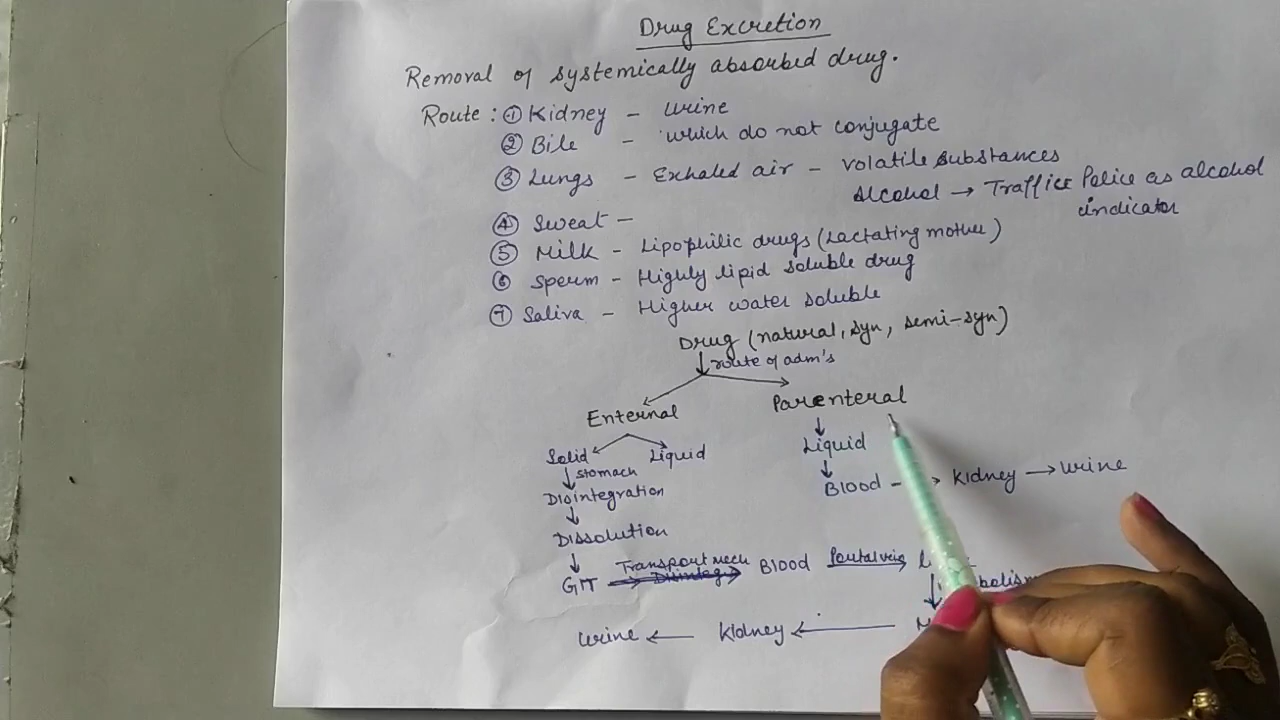 Drug Excretion
Removal of systemically absorbed drug.
Route : ① Kidney - Urine
② Bile - which do not conjugate
③ Lungs - Exhaled air - volatile substances
Alcohol → Traffice Police as alcohol
indicator
④ Sweat -
⑤ Milk - Lipophilic drugs (Lactating mother)
⑥ Sperm - Highly lipid soluble drug
⑦ Saliva - Higher water soluble
Drug (natural, syn, semi-syn)
↓ route of adm's
Enternal Parenteral
Solid Liquid ↓ Liquid
↓ stomach ↓
Disintegration Blood → Kidney → Urine
↓
Dissolution
↓
GIT Transport mech → Blood Portal vein →
Urine ← Kidney ←